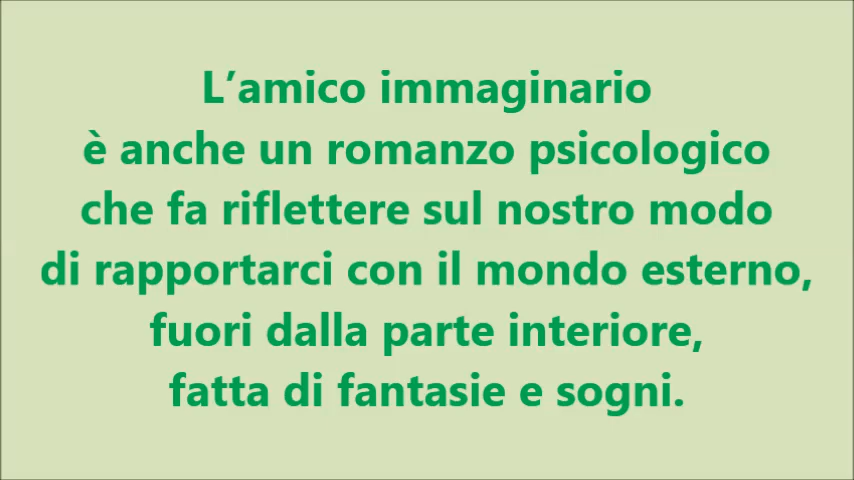 L’amico immaginario
è anche un romanzo psicologico
che fa riflettere sul nostro modo
di rapportarci con il mondo esterno,
fuori dalla parte interiore,
fatta di fantasie e sogni.